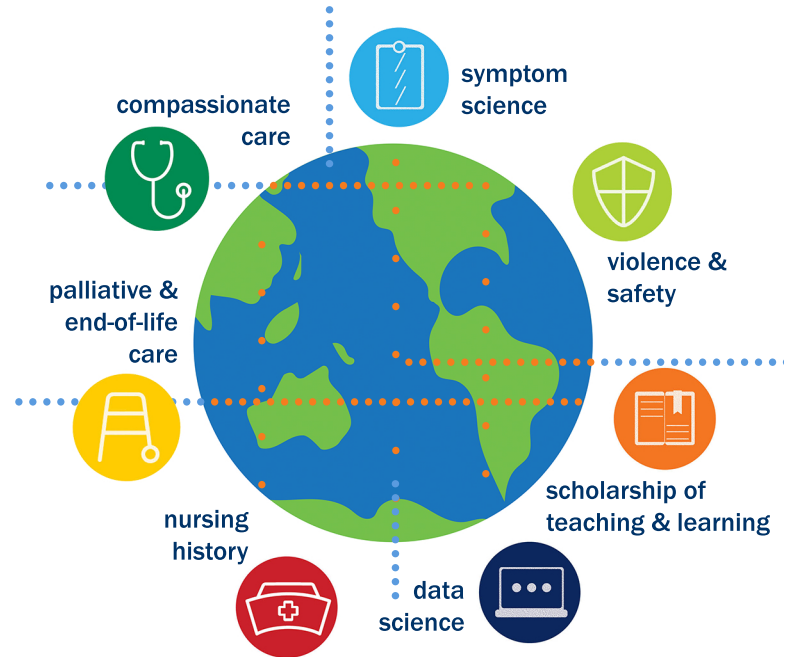 symptom
science
compassionate
care
violence &
safety
palliative &
end-of-life
care
scholarship of
teaching & learning
nursing
history
data
science